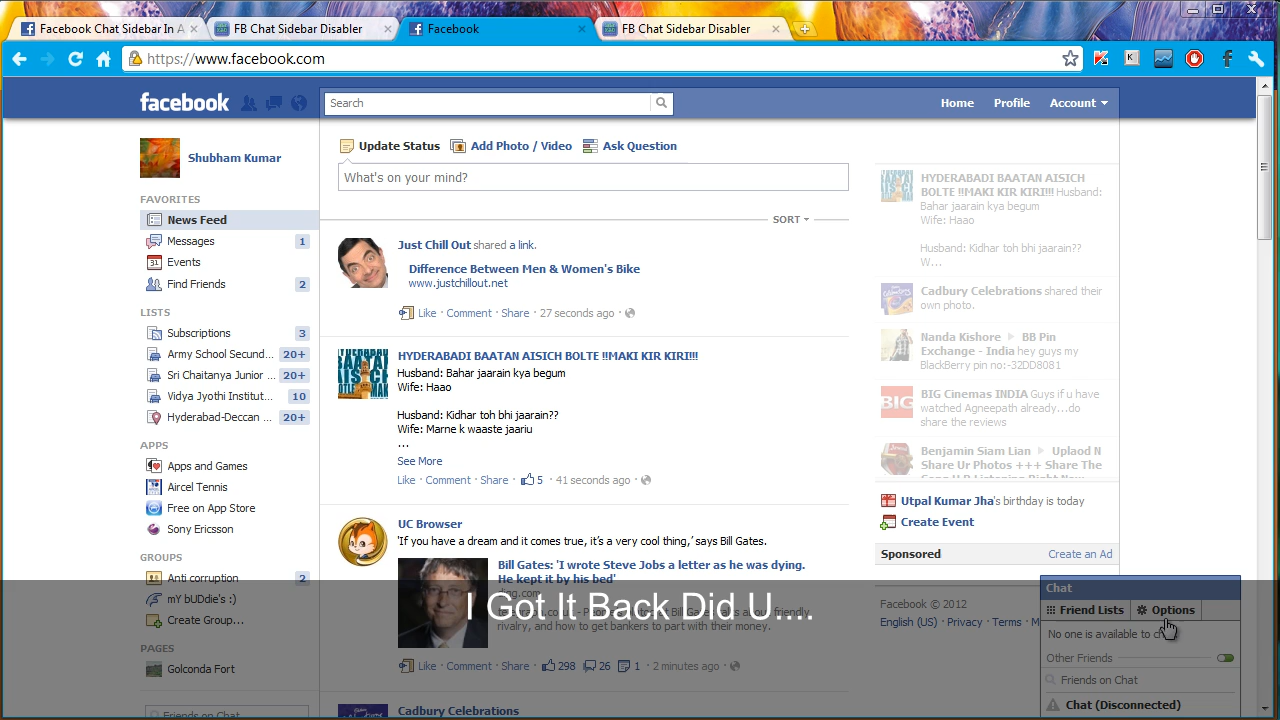 Facebook Chat Sidebar In A
FB Chat Sidebar Disabler
Facebook
FB Chat Sidebar Disabler
https://www.facebook.com
facebook
Search
Home Profile Account
Shubham Kumar
FAVORITES
News Feed
Messages 1
Events
Find Friends 2
LISTS
Subscriptions 3
Army School Secund... 20+
Sri Chaitanya Junior ... 20+
Vidya Jyothi Institut... 10
Hyderabad-Deccan ... 20+
APPS
Apps and Games
Aircel Tennis
Free on App Store
Sony Ericsson
GROUPS
Anti corruption 2
mY bUDdie's :)
Create Group...
PAGES
Golconda Fort
Friends on Chat
Update Status Add Photo / Video Ask Question
What's on your mind?
SORT
Just Chill Out shared a link.
Difference Between Men & Women's Bike
www.justchillout.net
Like · Comment · Share · 27 seconds ago ·
HYDERABADI BAATAN AISICH BOLTE !!MAKI KIR KIRI!!!
Husband: Bahar jaarain kya begum
Wife: Haao
Husband: Kidhar toh bhi jaarain??
Wife: Marne k waaste jaariu
...
See More
Like · Comment · Share · 5 · 41 seconds ago ·
UC Browser
'If you have a dream and it comes true, it's a very cool thing,' says Bill Gates.
Bill Gates: 'I wrote Steve Jobs a letter as he was dying.
He kept it by his bed'
rivalry, and how to get bankers to part with their money.
Like · Comment · Share · 298 26 1 · 2 minutes ago ·
Cadbury Celebrations
HYDERABADI BAATAN AISICH
BOLTE !!MAKI KIR KIRI!!! Husband:
Bahar jaarain kya begum
Wife: Haao
Husband: Kidhar toh bhi jaarain??
W...
Cadbury Celebrations shared their
own photo.
Nanda Kishore BB Pin
Exchange - India hey guys my
BlackBerry pin no:-32DD8081
BIG Cinemas INDIA Guys if u have
watched Agneepath already...do
share the reviews
Benjamin Siam Lian Uplaod N
Share Ur Photos +++ Share The
Utpal Kumar Jha's birthday is today
Create Event
Sponsored Create an Ad
Facebook © 2012
English (US) · Privacy · Terms ·
Chat
Friend Lists Options
No one is available to
Other Friends
Friends on Chat
Chat (Disconnected)
I Got It Back Did U....